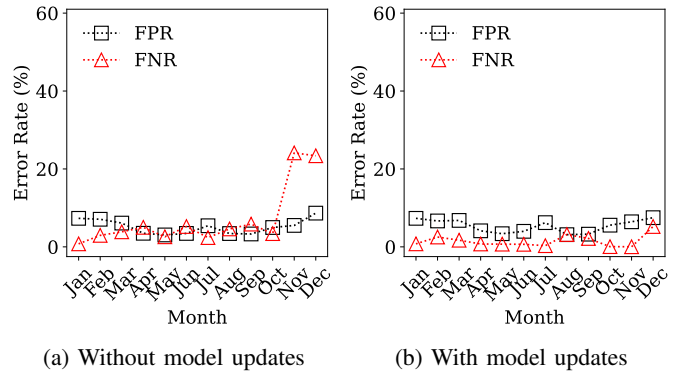 60
40
20
0
Error Rate (%)
FPR
FNR
Jan
Feb
Mar
Apr
May
Jun
Jul
Aug
Sep
Oct
Nov
Dec
Month
(a) Without model updates
60
40
20
0
Error Rate (%)
FPR
FNR
Jan
Feb
Mar
Apr
May
Jun
Jul
Aug
Sep
Oct
Nov
Dec
Month
(b) With model updates